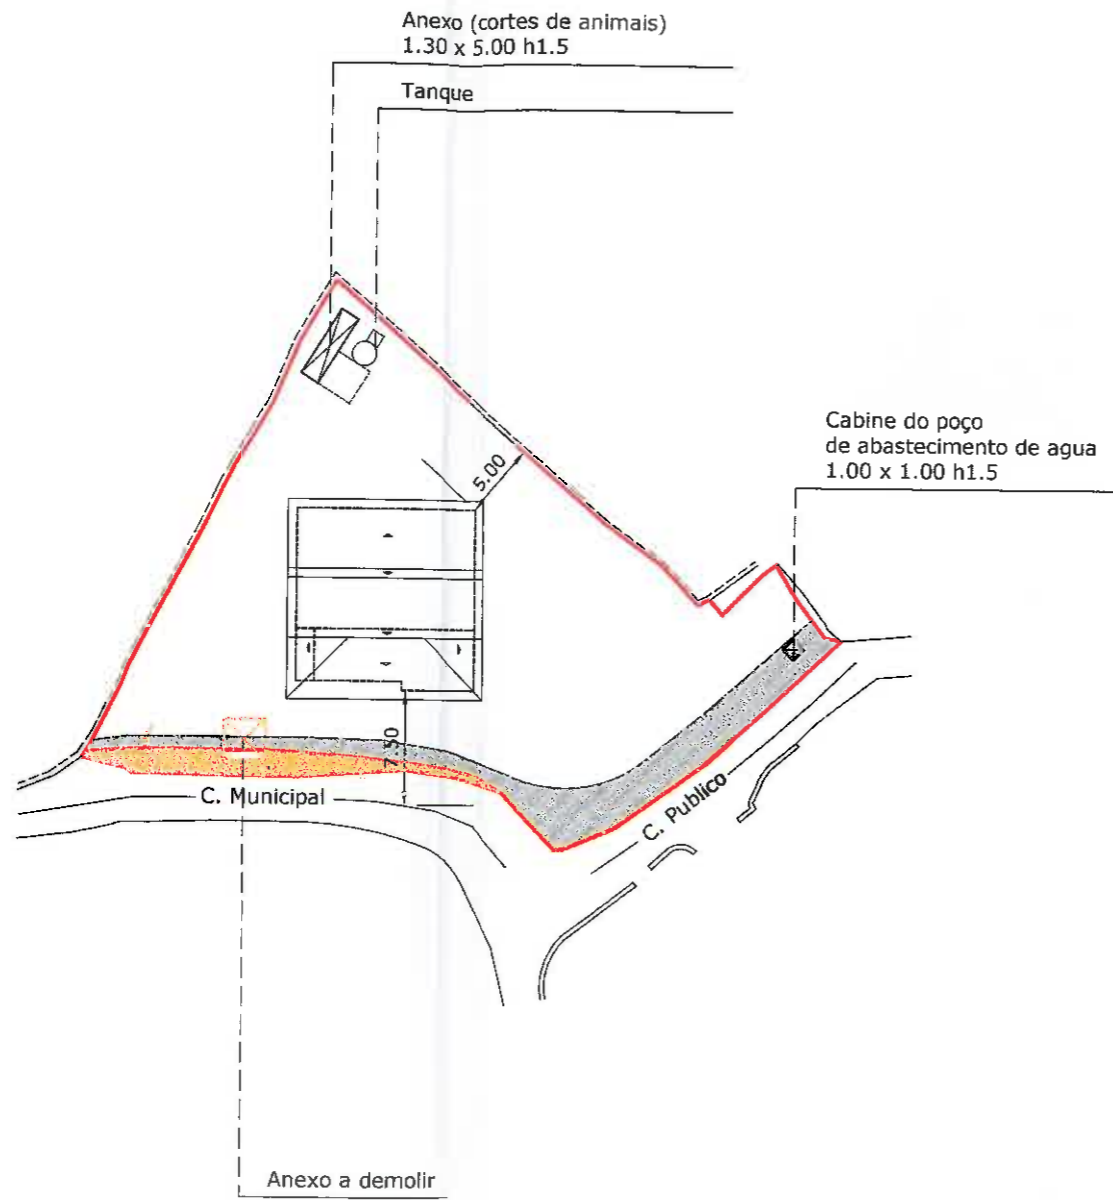 Anexo (cortes de animais)
1.30 x 5.00 h1.5
Tanque
Cabine do poço
de abastecimento de agua
1.00 x 1.00 h1.5
5.00
7.50
C. Municipal
C. Publico
Anexo a demolir